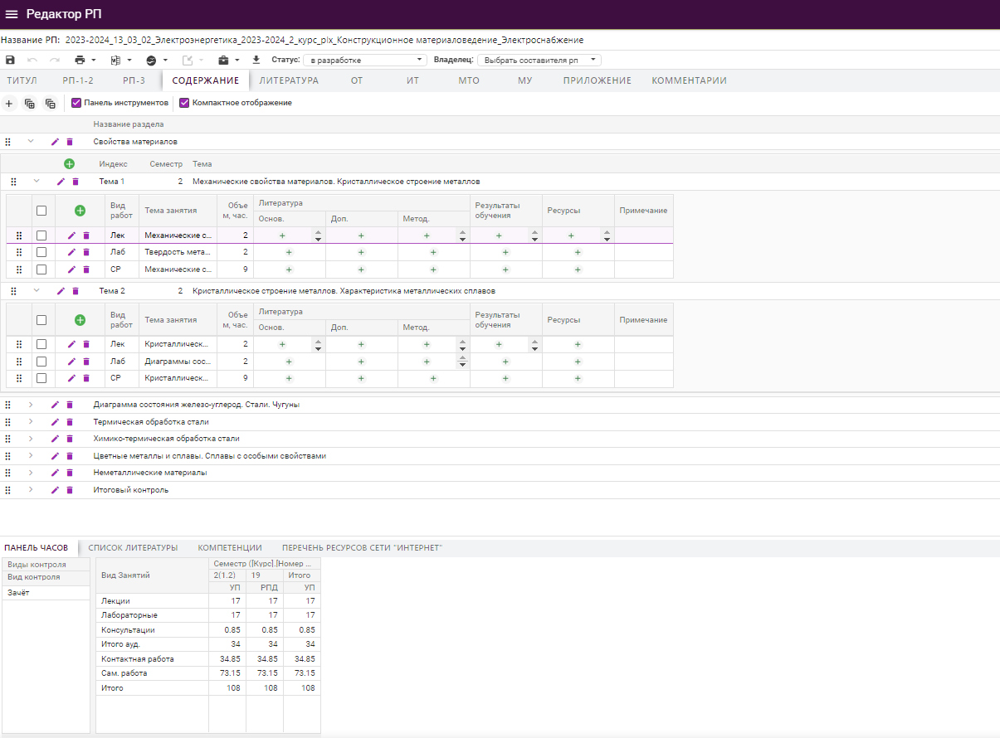 Редактор РП
Название РП: 2023-2024_13_03_02_Электроэнергетика_2023-2024_2_курс_plx_Конструкционное материаловедение_Электроснабжение
Статус: в разработке Владелец: Выбрать составителя рп
ТИТУЛ РП-1-2 РП-3 СОДЕРЖАНИЕ ЛИТЕРАТУРА ОТ ИТ МТО МУ ПРИЛОЖЕНИЕ КОММЕНТАРИИ
Панель инструментов Компактное отображение
Название раздела
Свойства материалов
Индекс Семестр Тема
Тема 1 2 Механические свойства материалов. Кристаллическое строение металлов
Вид работ Тема занятия Объе м, час. Литература Результаты обучения Ресурсы Примечание
Основ. Доп. Метод.
Лек Механические с... 2
Лаб Твердость мета... 2
СР Механические с... 9
Тема 2 2 Кристаллическое строение металлов. Характеристика металлических сплавов
Вид работ Тема занятия Объе м, час. Литература Результаты обучения Ресурсы Примечание
Основ. Доп. Метод.
Лек Кристаллическ... 2
Лаб Диаграммы сос... 2
СР Кристаллическ... 9
Диаграмма состояния железо-углерод. Стали. Чугуны
Термическая обработка стали
Химико-термическая обработка стали
Цветные металлы и сплавы. Сплавы с особыми свойствами
Неметаллические материалы
Итоговый контроль
ПАНЕЛЬ ЧАСОВ СПИСОК ЛИТЕРАТУРЫ КОМПЕТЕНЦИИ ПЕРЕЧЕНЬ РЕСУРСОВ СЕТИ "ИНТЕРНЕТ"
Виды контроля
Вид контроля
Зачёт
Вид Занятий Семестр ([Курс].[Номер ...
2(1.2) 19 Итого
УП РПД УП
Лекции 17 17 17
Лабораторные 17 17 17
Консультации 0.85 0.85 0.85
Итого ауд. 34 34 34
Контактная работа 34.85 34.85 34.85
Сам. работа 73.15 73.15 73.15
Итого 108 108 108